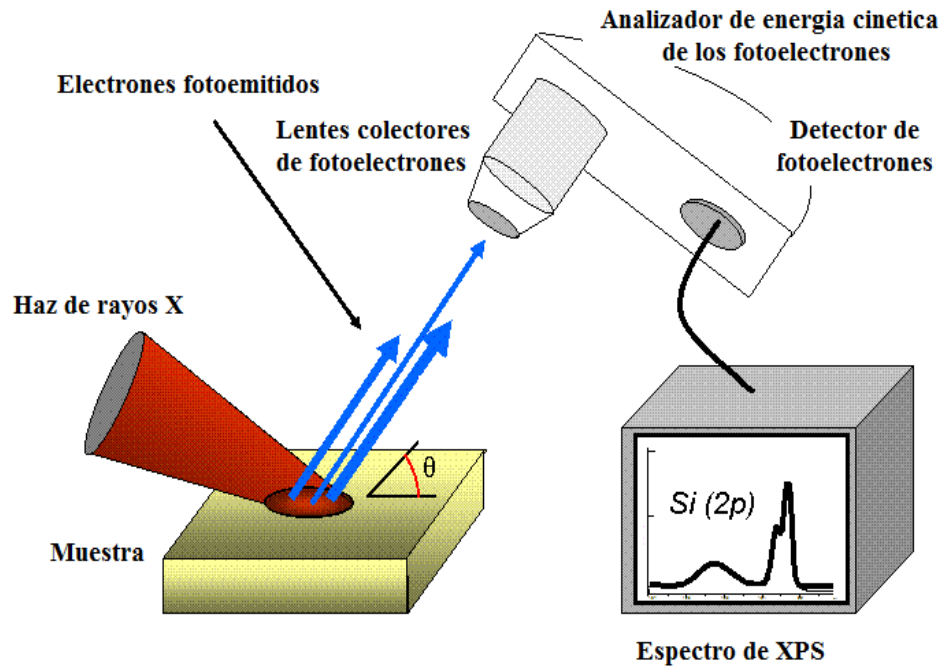 Analizador de energia cinetica
de los fotoelectrones
Electrones fotoemitidos
Lentes colectores
de fotoelectrones
Detector de
fotoelectrones
Haz de rayos X
θ
Muestra
Si (2p)
Espectro de XPS